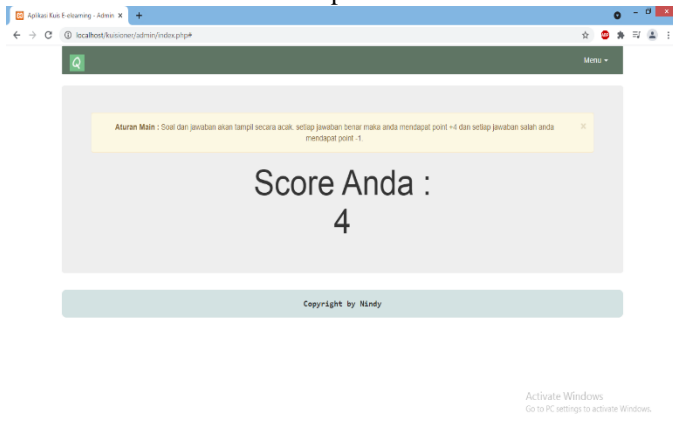 Aplikasi Kuis E-elearning - Admin
localhost/kuisioner/admin/index.php#
Q
Menu
Aturan Main : Soal dan jawaban akan tampil secara acak. setiap jawaban benar maka anda mendapat point +4 dan setiap jawaban salah anda
mendapat point -1.
Score Anda :
4
Copyright by Nindy
Activate Windows
Go to PC settings to activate Windows.